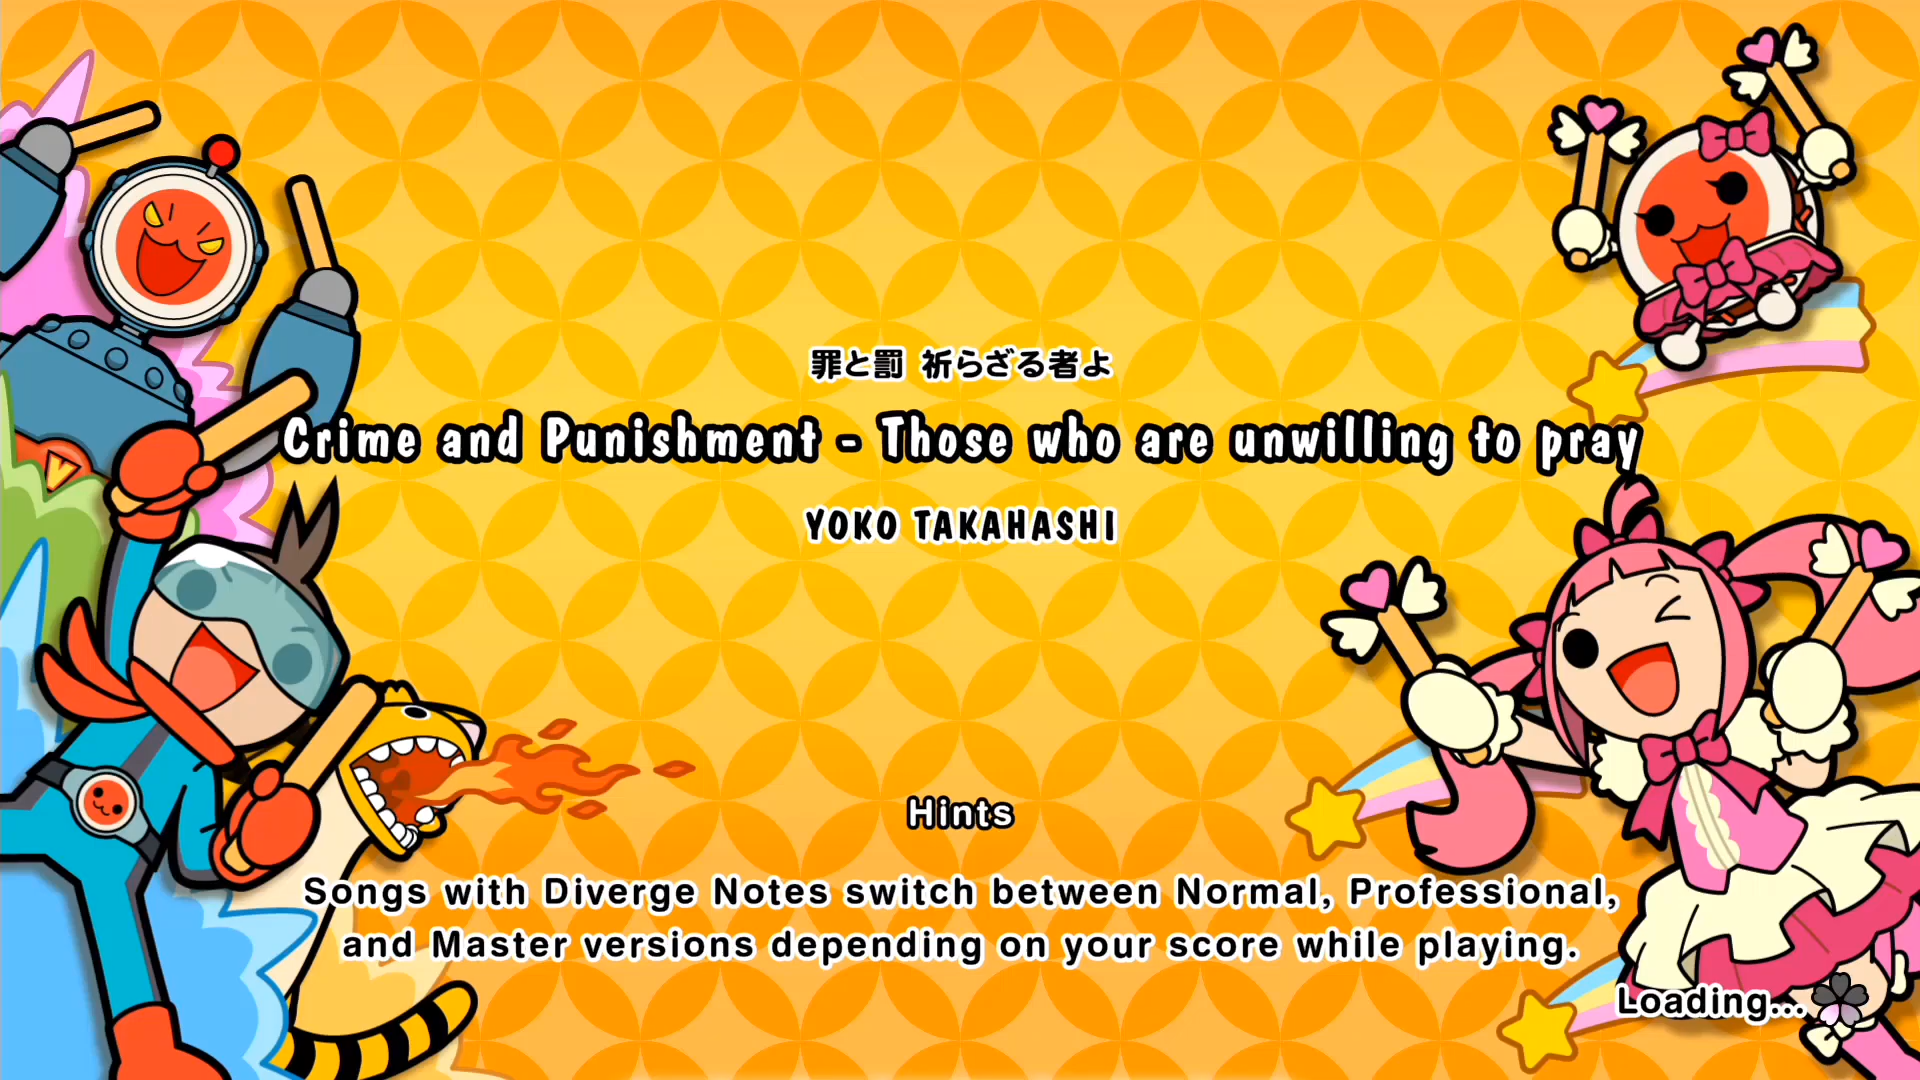 罪と罰 祈らざる者よ
Crime and Punishment - Those who are unwilling to pray
YOKO TAKAHASHI
Hints
Songs with Diverge Notes switch between Normal, Professional,
and Master versions depending on your score while playing.
Loading...